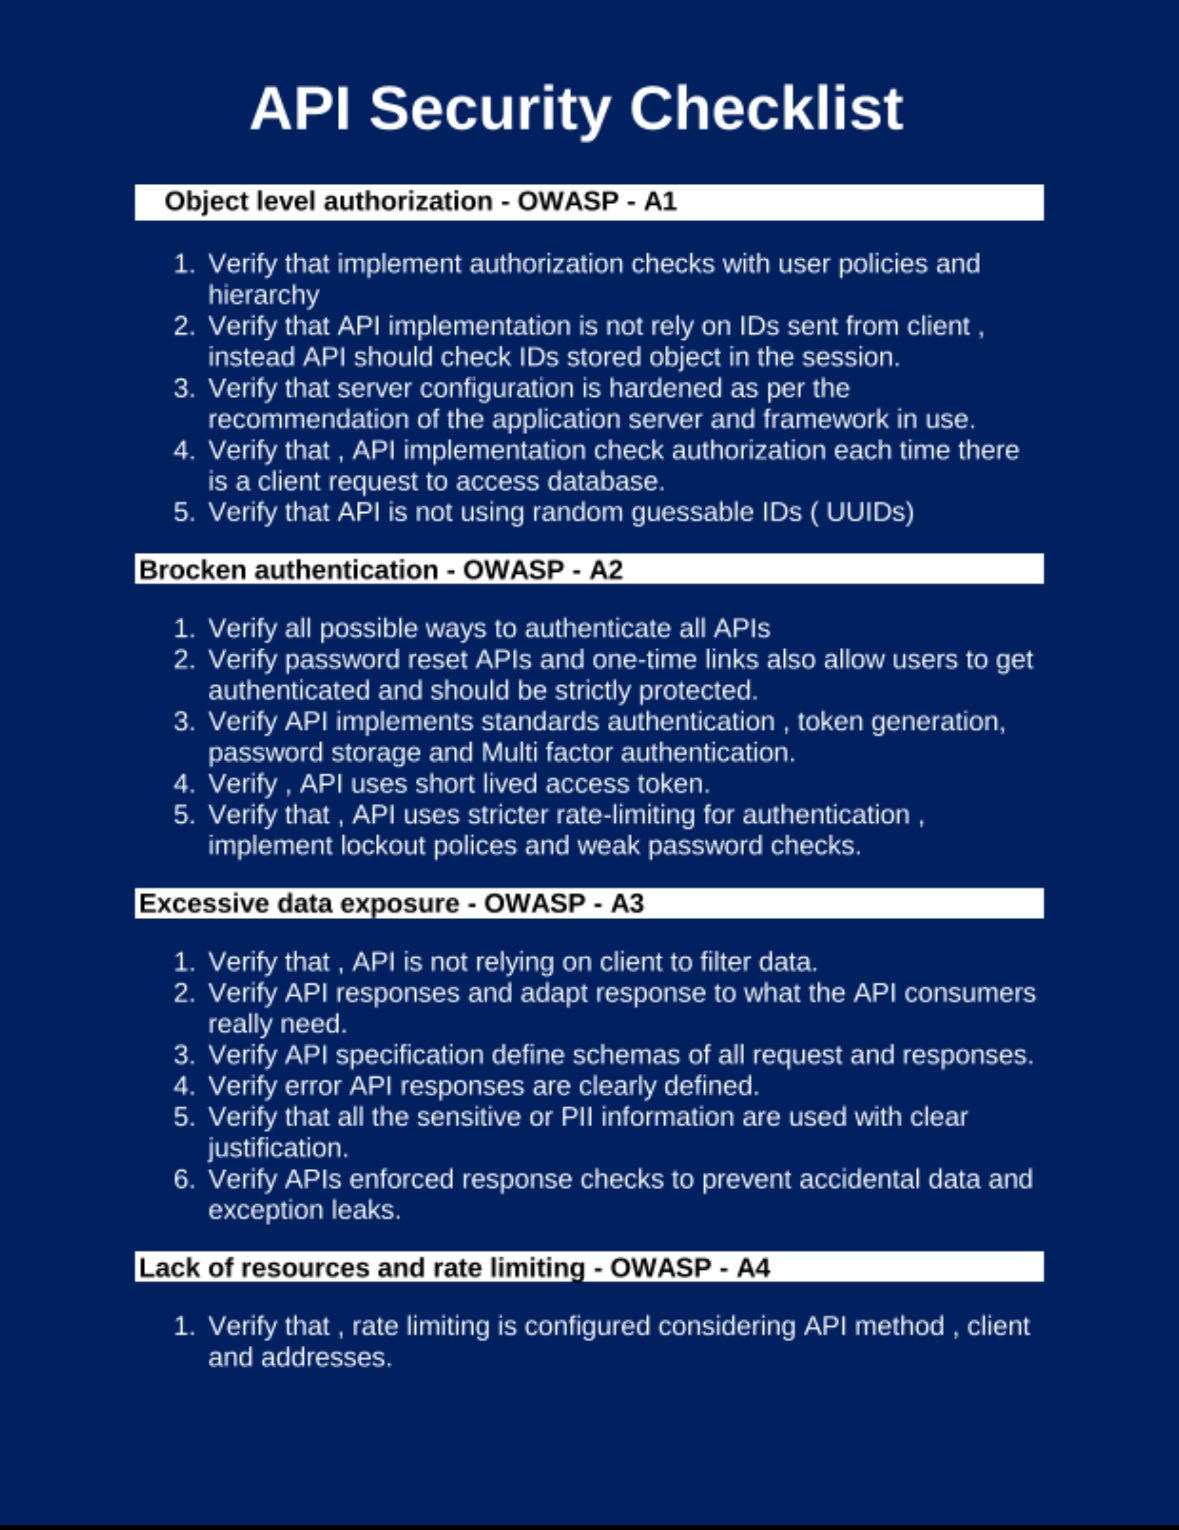 API Security Checklist
Object level authorization - OWASP - A1
1. Verify that implement authorization checks with user policies and
hierarchy
2. Verify that API implementation is not rely on IDs sent from client ,
instead API should check IDs stored object in the session.
3. Verify that server configuration is hardened as per the
recommendation of the application server and framework in use.
4. Verify that , API implementation check authorization each time there
is a client request to access database.
5. Verify that API is not using random guessable IDs ( UUIDs)
Brocken authentication - OWASP - A2
1. Verify all possible ways to authenticate all APIs
2. Verify password reset APIs and one-time links also allow users to get
authenticated and should be strictly protected.
3. Verify API implements standards authentication , token generation,
password storage and Multi factor authentication.
4. Verify , API uses short lived access token.
5. Verify that , API uses stricter rate-limiting for authentication ,
implement lockout polices and weak password checks.
Excessive data exposure - OWASP - A3
1. Verify that , API is not relying on client to filter data.
2. Verify API responses and adapt response to what the API consumers
really need.
3. Verify API specification define schemas of all request and responses.
4. Verify error API responses are clearly defined.
5. Verify that all the sensitive or PII information are used with clear
justification.
6. Verify APIs enforced response checks to prevent accidental data and
exception leaks.
Lack of resources and rate limiting - OWASP - A4
1. Verify that , rate limiting is configured considering API method , client
and addresses.